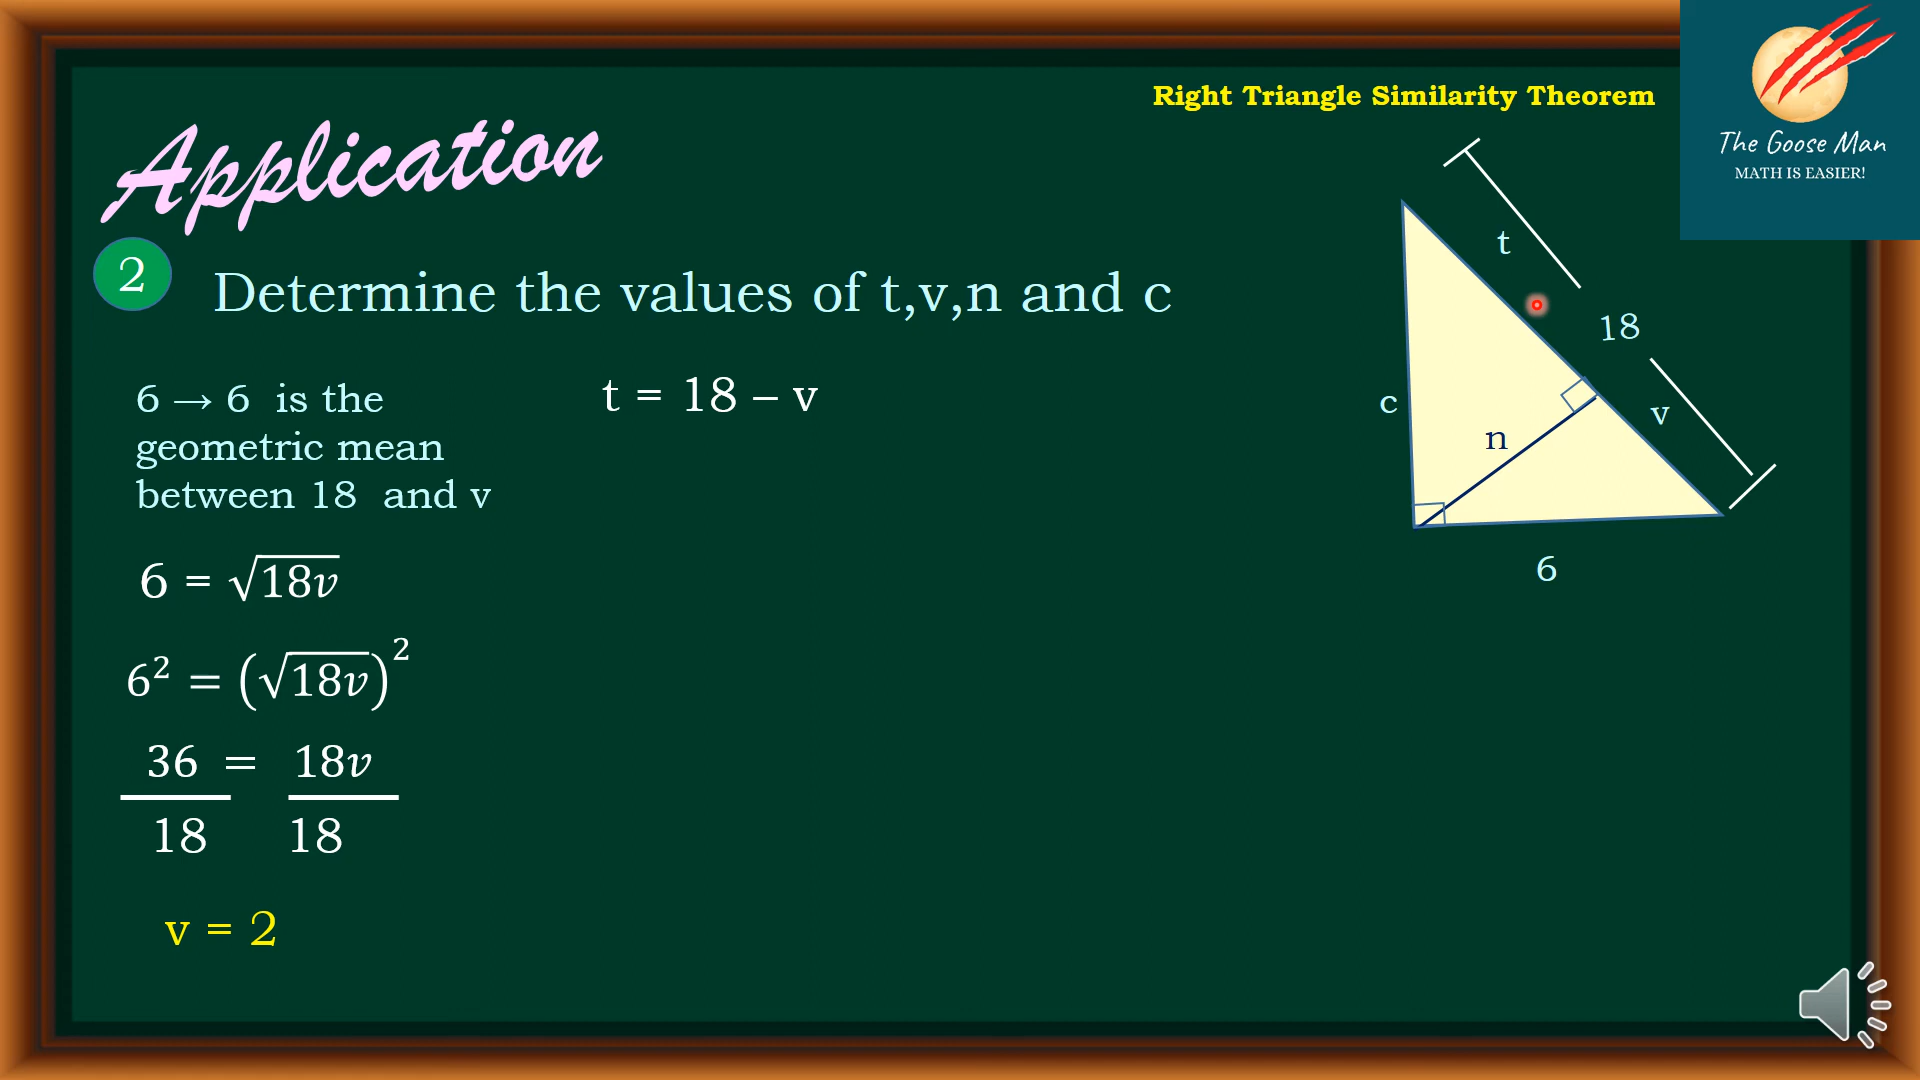 Right Triangle Similarity Theorem
The Goose Man
MATH IS EASIER!
Application
2 Determine the values of t,v,n and c
6 → 6 is the
geometric mean
between 18 and v
t = 18 – v
6 = √18v
6² = (√18v)²
36 = 18v
18 18
v = 2
t
18
c
n
v
6